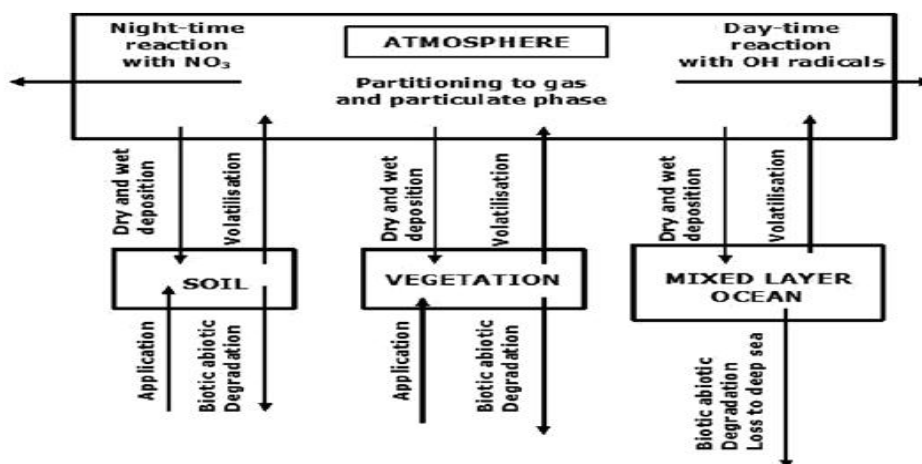 Night-time
reaction
with NO₃
ATMOSPHERE
Partitioning to gas
and particulate phase
Day-time
reaction
with OH radicals
Dry and wet
deposition
Volatilisation
Dry and wet
deposition
Volatilisation
Dry and wet
deposition
Volatilisation
SOIL
VEGETATION
MIXED LAYER
OCEAN
Application
Biotic abiotic
Degradation
Application
Biotic abiotic
Degradation
Biotic abiotic
Degradation
Loss to deep sea